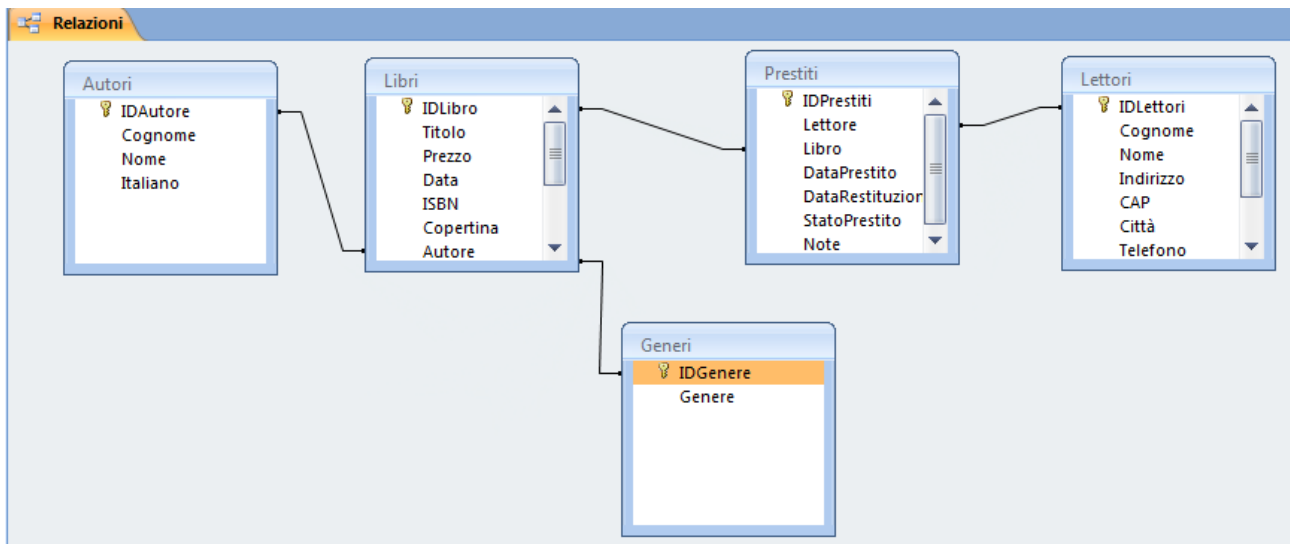 Relazioni
Autori
IDAutore
Cognome
Nome
Italiano
Libri
IDLibro
Titolo
Prezzo
Data
ISBN
Copertina
Autore
Prestiti
IDPrestiti
Lettore
Libro
DataPrestito
DataRestituzion
StatoPrestito
Note
Lettori
IDLettori
Cognome
Nome
Indirizzo
CAP
Città
Telefono
Generi
IDGenere
Genere